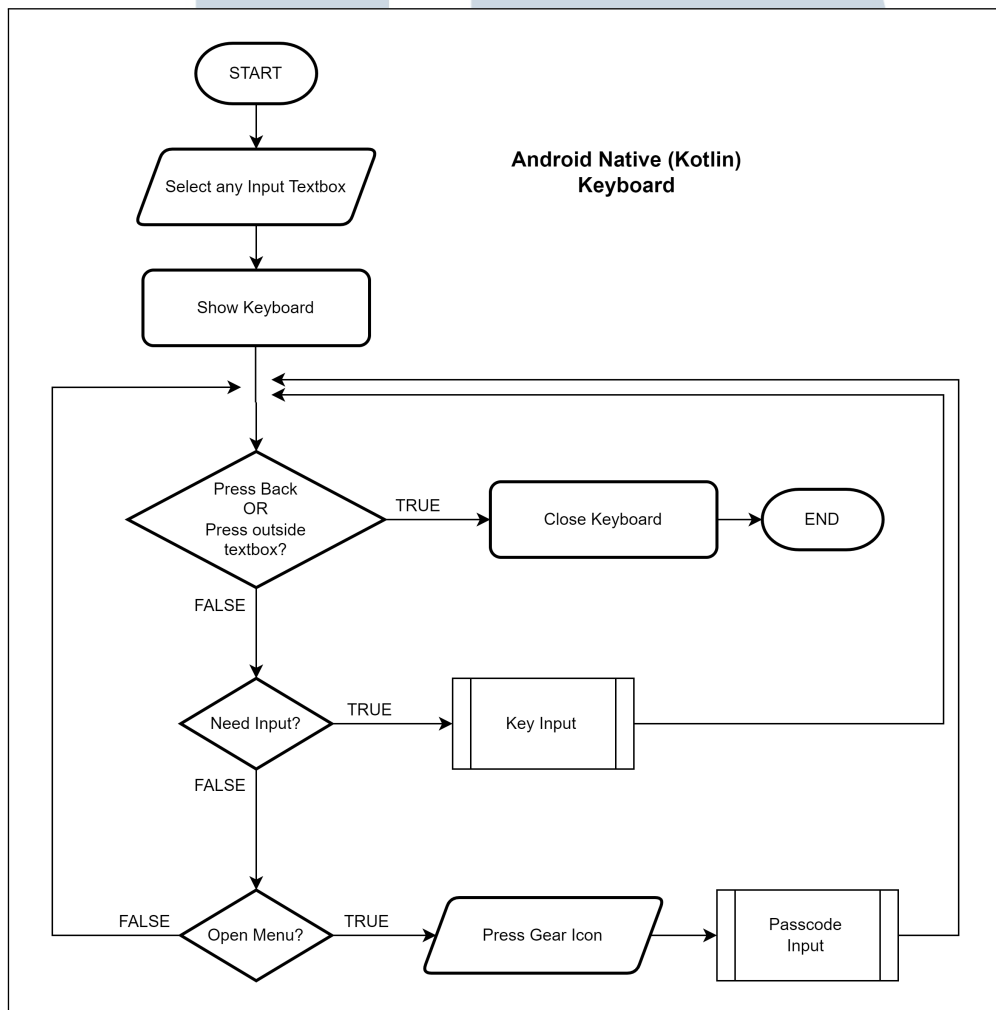 START
Select any Input Textbox
Android Native (Kotlin)
Keyboard
Show Keyboard
Press Back
OR
Press outside
textbox?
TRUE
Close Keyboard
END
FALSE
Need Input?
TRUE
Key Input
FALSE
FALSE
Open Menu?
TRUE
Press Gear Icon
Passcode
Input